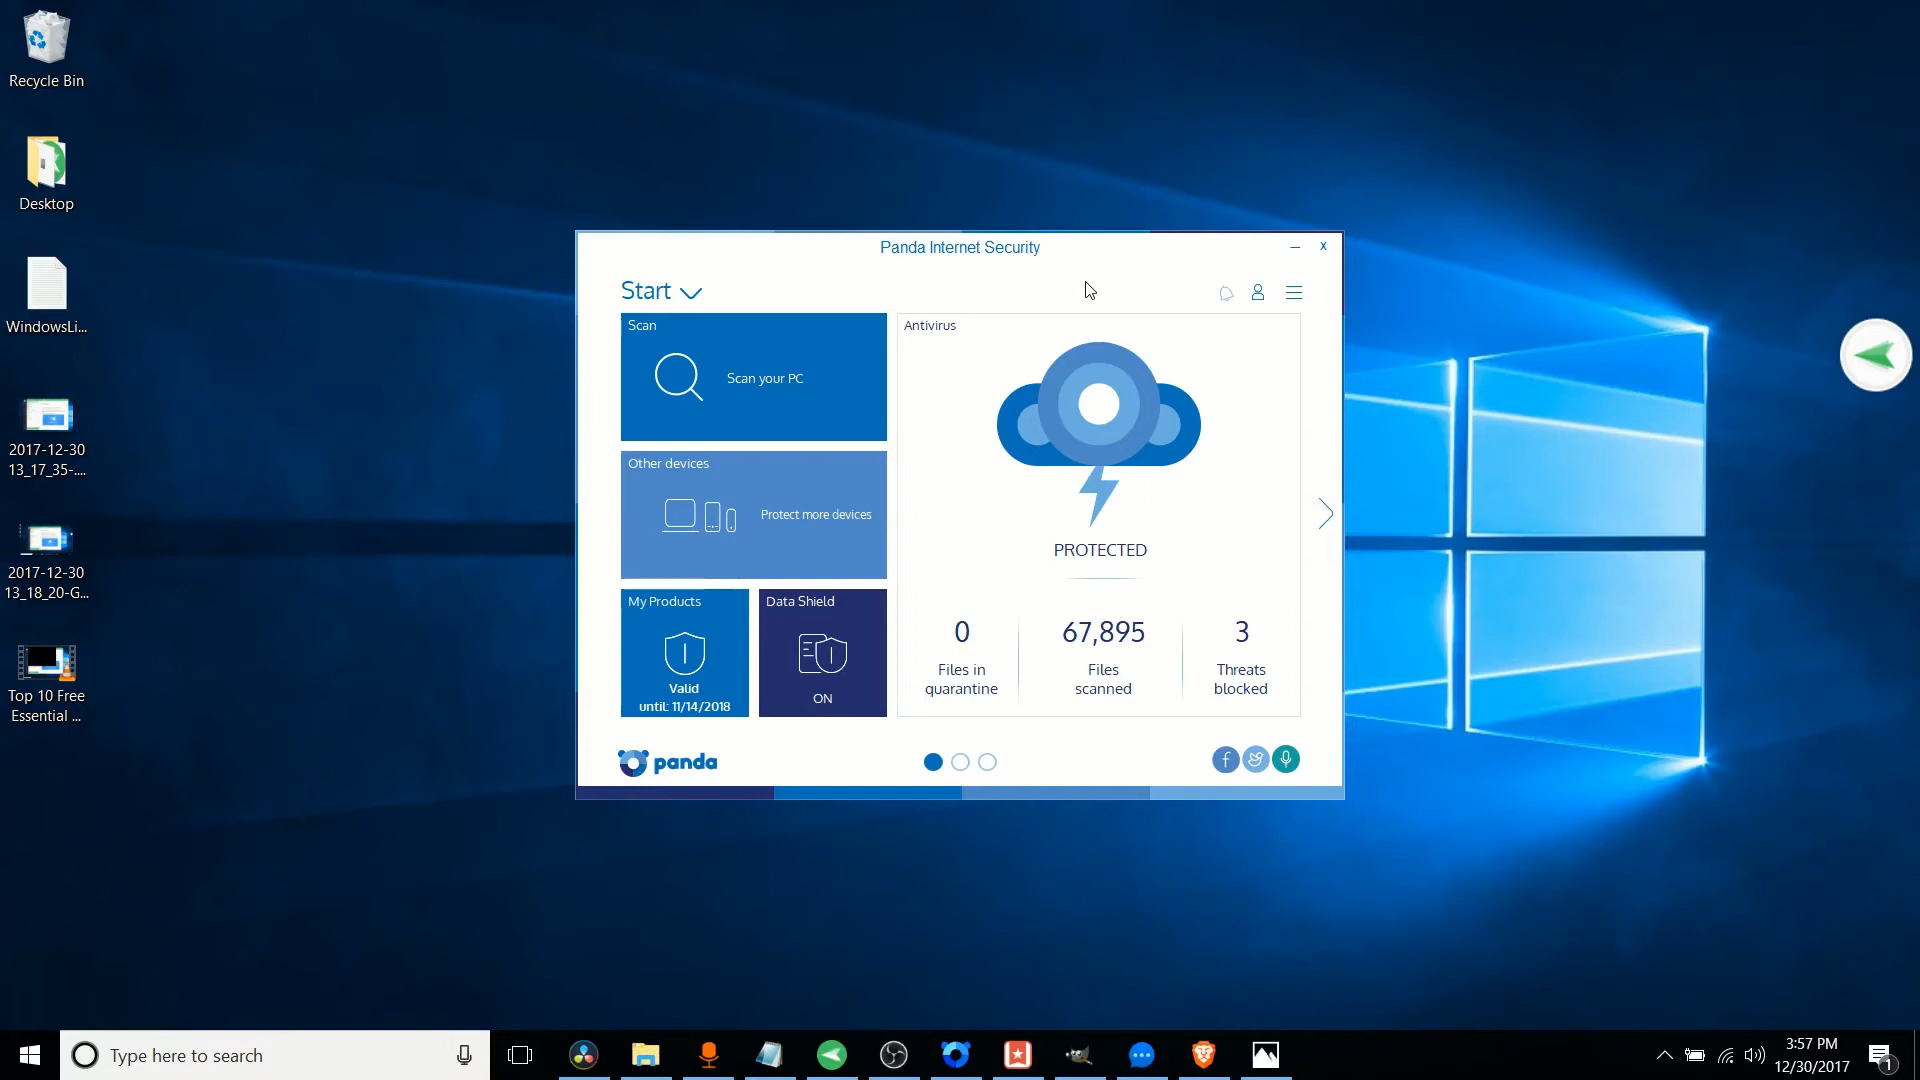 Recycle Bin
Desktop
WindowsLi...
2017-12-30
13_17_35-....
2017-12-30
13_18_20-G...
Top 10 Free
Essential ...
Panda Internet Security
x
Start
Scan
Scan your PC
Other devices
Protect more devices
My Products
Valid
until: 11/14/2018
Data Shield
ON
Antivirus
PROTECTED
0
Files in
quarantine
67,895
Files
scanned
3
Threats
blocked
panda
f
Type here to search
3:57 PM
12/30/2017
1